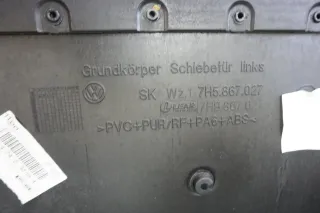 Grundkörper Schiebetür links
SK Wz.1 7H5.867.027
>PVC+PUR/RF+PA6+ABS<